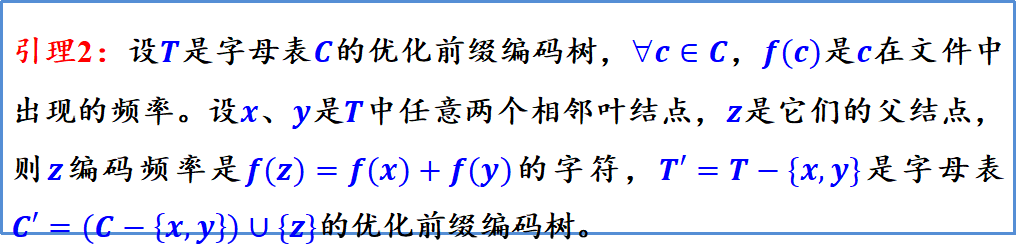 引理2：设T是字母表C的优化前缀编码树，∀c ∈ C，f(c)是c在文件中
出现的频率。设x、y是T中任意两个相邻叶结点，z是它们的父结点，
则z编码频率是f(z) = f(x) + f(y)的字符，T′ = T − {x, y}是字母表
C′ = (C − {x, y}) ∪ {z}的优化前缀编码树。